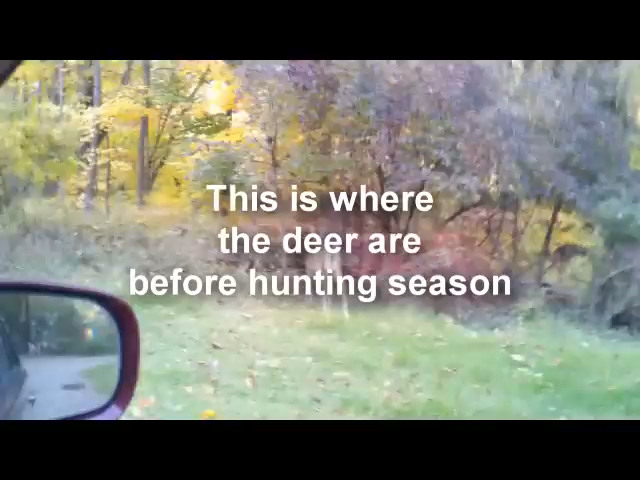 This is where
the deer are
before hunting season